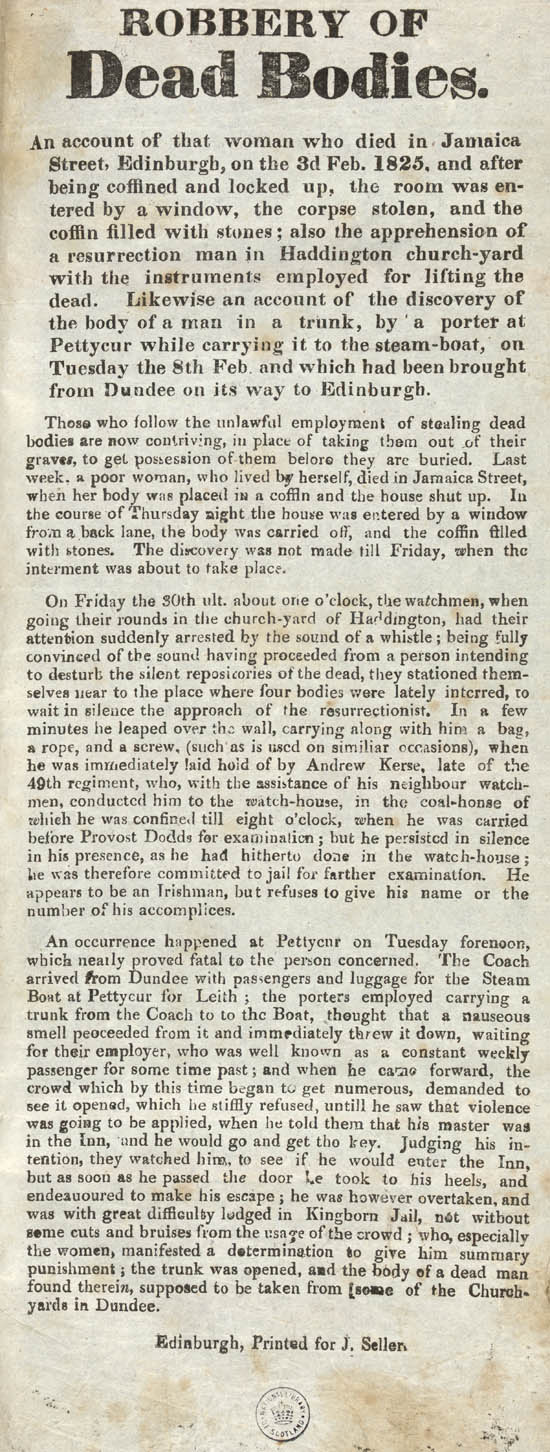 ROBBERY OF
Dead Bodies.
An account of that woman who died in Jamaica
Street, Edinburgh, on the 3d Feb. 1825, and after
being coffined and locked up, the room was en-
tered by a window, the corpse stolen, and the
coffin filled with stones; also the apprehension of
a resurrection man in Haddington church-yard
with the instruments employed for lifting the
dead. Likewise an account of the discovery of
the body of a man in a trunk, by a porter at
Pettycur while carrying it to the steam-boat, on
Tuesday the 8th Feb. and which had been brought
from Dundee on its way to Edinburgh.
Those who follow the unlawful employment of stealing dead
bodies are now contriving, in place of taking them out of their
graves, to get possession of them before they are buried. Last
week, a poor woman, who lived by herself, died in Jamaica Street,
when her body was placed in a coffin and the house shut up. In
the course of Thursday night the house was entered by a window
from a back lane, the body was carried off, and the coffin filled
with stones. The discovery was not made till Friday, when the
interment was about to take place.
On Friday the 30th ult. about one o'clock, the watchmen, when
going their rounds in the church-yard of Haddington, had their
attention suddenly arrested by the sound of a whistle; being fully
convinced of the sound having proceeded from a person intending
to desturb the silent repositories of the dead, they stationed them-
selves near to the place where four bodies were lately interred, to
wait in silence the approach of the resurrectionist. In a few
minutes he leaped over the wall, carrying along with him a bag,
a rope, and a screw, (such as is used on similiar occasions), when
he was immediately laid hold of by Andrew Kerse, late of the
49th regiment, who, with the assistance of his neighbour watch-
men, conducted him to the watch-house, in the coal-honse of
which he was confined till eight o'clock, when he was carried
before Provost Dodds for examination; but he persisted in silence
in his presence, as he had hitherto done in the watch-house;
he was therefore committed to jail for farther examination. He
appears to be an Irishman, but refuses to give his name or the
number of his accomplices.
An occurrence happened at Pettycur on Tuesday forenoon,
which nearly proved fatal to the person concerned. The Coach
arrived from Dundee with passengers and luggage for the Steam
Boat at Pettycur for Leith; the porters employed carrying a
trunk from the Coach to to the Boat, thought that a nauseous
smell peoceeded from it and immediately threw it down, waiting
for their employer, who was well known as a constant weekly
passenger for some time past; and when he came forward, the
crowd which by this time began to get numerous, demanded to
see it opened, which he stiffly refused, untill he saw that violence
was going to be applied, when he told them that his master was
in the Inn, and he would go and get the key. Judging his in-
tention, they watched him, to see if he would enter the Inn,
but as soon as he passed the door he took to his heels, and
endeauoured to make his escape; he was however overtaken, and
was with great difficulty lodged in Kingborn Jail, not without
some cuts and bruises from the usage of the crowd; who, especially
the women, manifested a determination to give him summary
punishment; the trunk was opened, and the body of a dead man
found therein, supposed to be taken from [some of the Church-
yards in Dundee.
Edinburgh, Printed for J. Seller.
NATIONAL LIBRARY
OF SCOTLAND